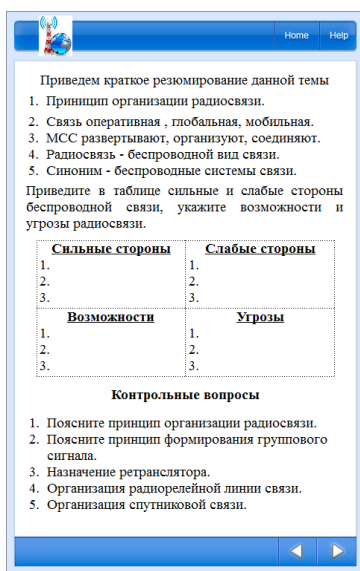 Home Help
Приведем краткое резюмирование данной темы
1. Приницип организации радиосвязи.
2. Связь оперативная , глобальная, мобильная.
3. МСС развертывают, организуют, соединяют.
4. Радиосвязь - беспроводной вид связи.
5. Синоним - беспроводные системы связи.
Приведите в таблице сильные и слабые стороны
беспроводной связи, укажите возможности и
угрозы радиосвязи.
Сильные стороны
1.
2.
3.
Слабые стороны
1.
2.
3.
Возможности
1.
2.
3.
Угрозы
1.
2.
3.
Контрольные вопросы
1. Поясните принцип организации радиосвязи.
2. Поясните принцип формирования группового
сигнала.
3. Назначение ретранслятора.
4. Организация радиорелейной линии связи.
5. Организация спутниковой связи.